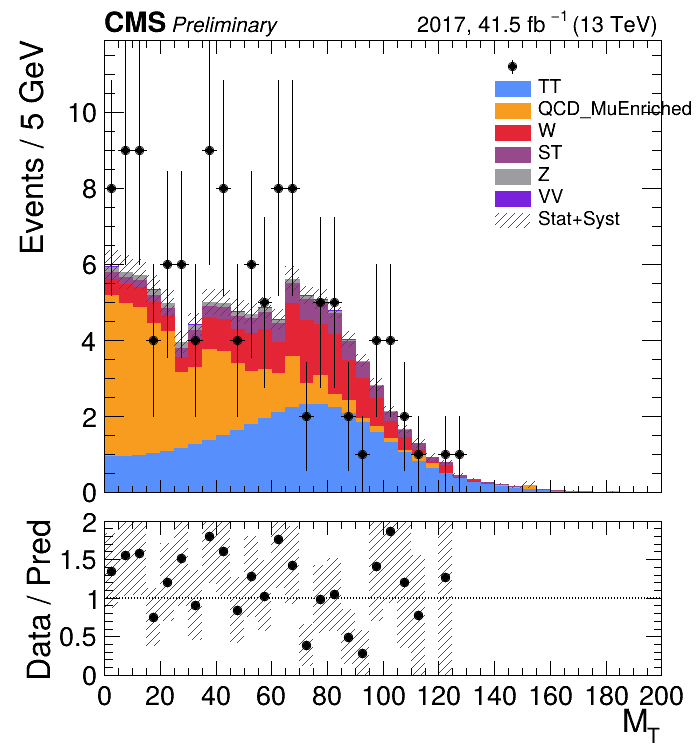 CMS Preliminary 2017, 41.5 fb⁻¹ (13 TeV)
Events / 5 GeV
TT
QCD_MuEnriched
W
ST
Z
VV
Stat+Syst
10
8
6
4
2
0
Data / Pred
2
1.5
1
0.5
0
0 20 40 60 80 100 120 140 160 180 200
M_T